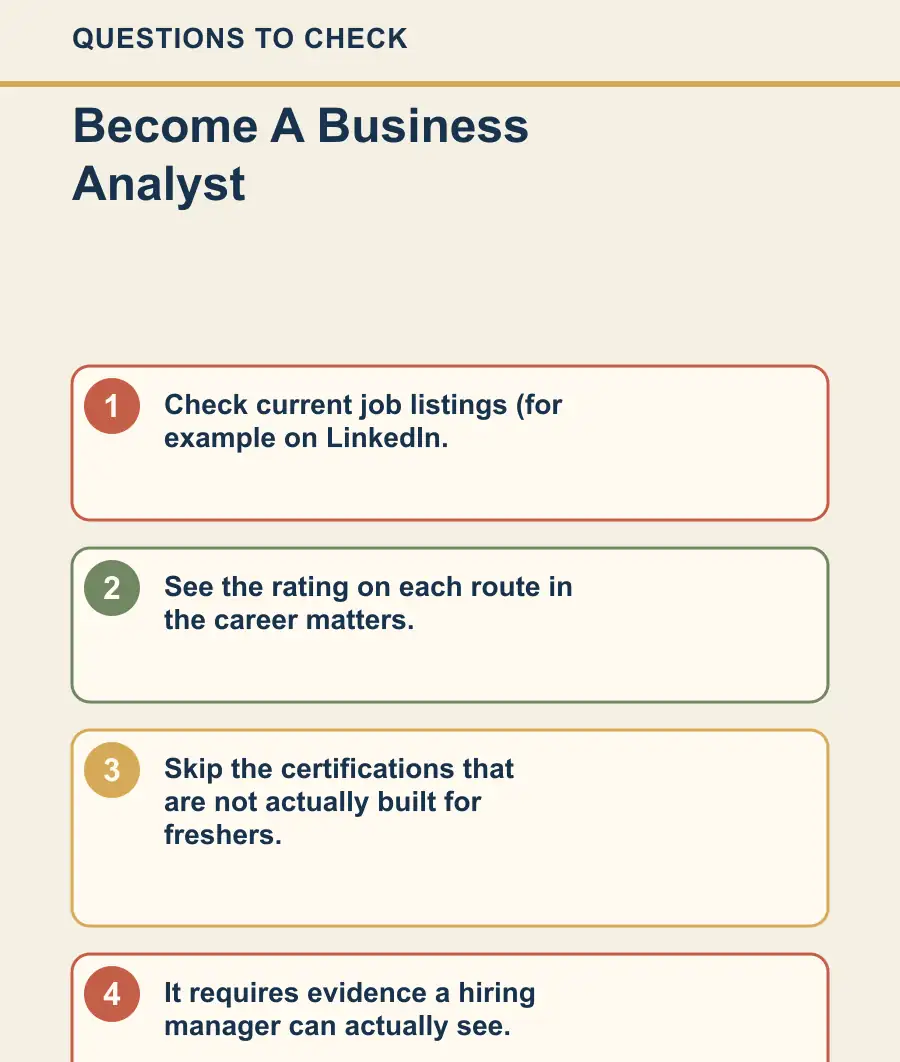 QUESTIONS TO CHECK
Become A Business
Analyst
1
Check current job listings (for
example on LinkedIn.
2
See the rating on each route in
the career matters.
3
Skip the certifications that
are not actually built for
freshers.
4
It requires evidence a hiring
manager can actually see.